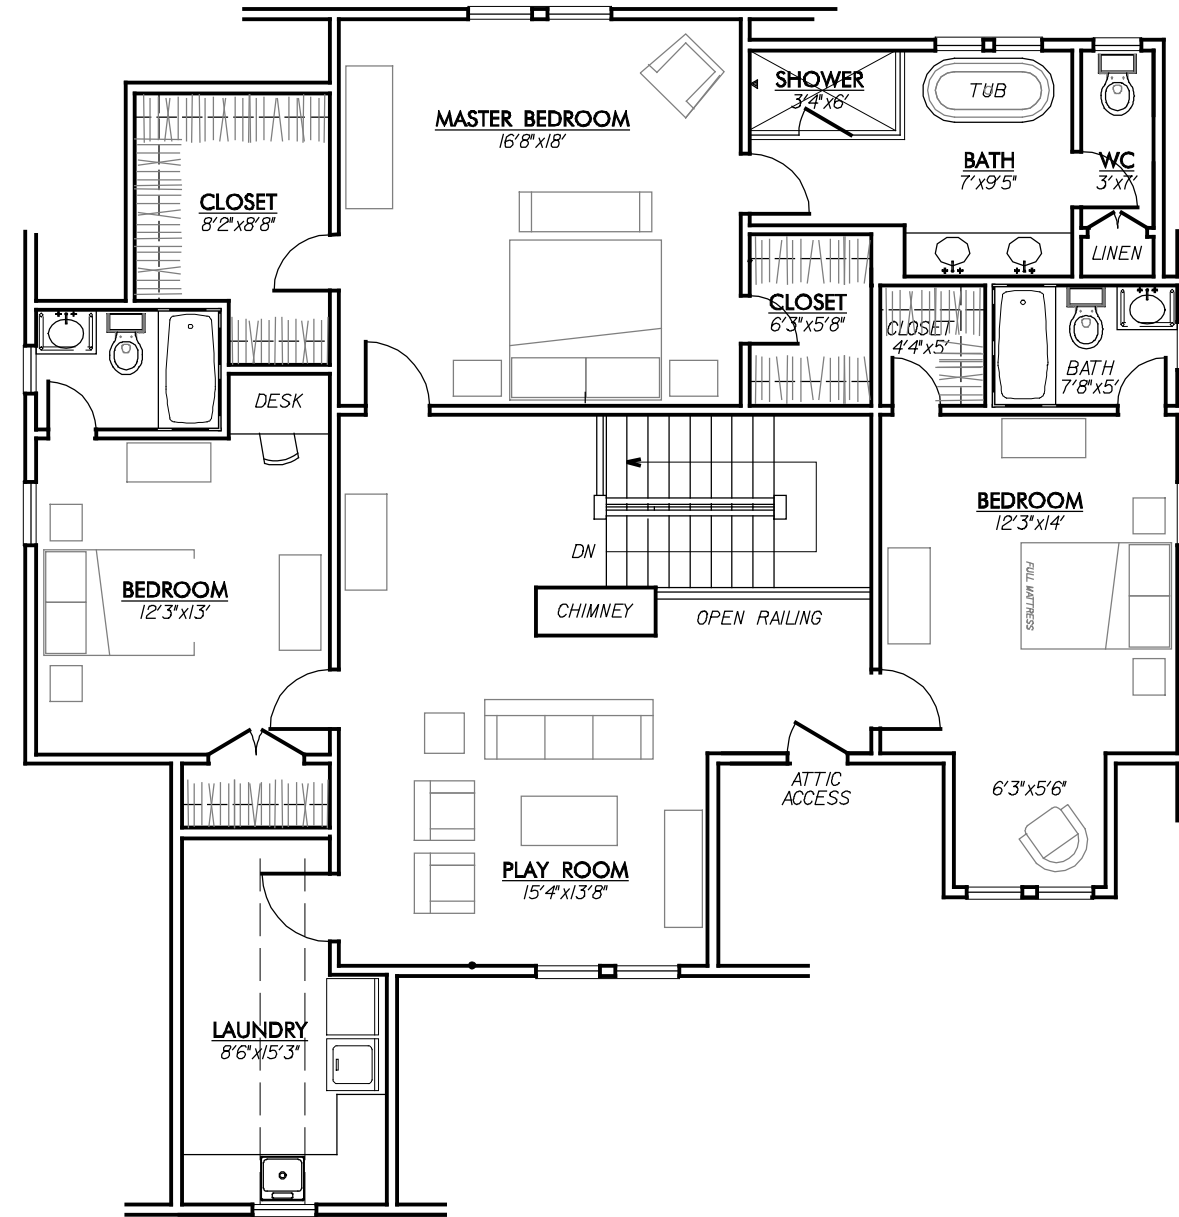 SHOWER
3'4"x6'
TUB
MASTER BEDROOM
16'8"x18'
BATH
7'x9'5"
WC
3'x7'
CLOSET
8'2"x8'8"
LINEN
CLOSET
6'3"x5'8"
CLOSET
4'4"x5'
BATH
7'8"x5'
DESK
BEDROOM
12'3"x14'
DN
FULL MATTRESS
BEDROOM
12'3"x13'
CHIMNEY
OPEN RAILING
ATTIC
ACCESS
6'3"x5'6"
PLAY ROOM
15'4"x13'8"
LAUNDRY
8'6"x15'3"